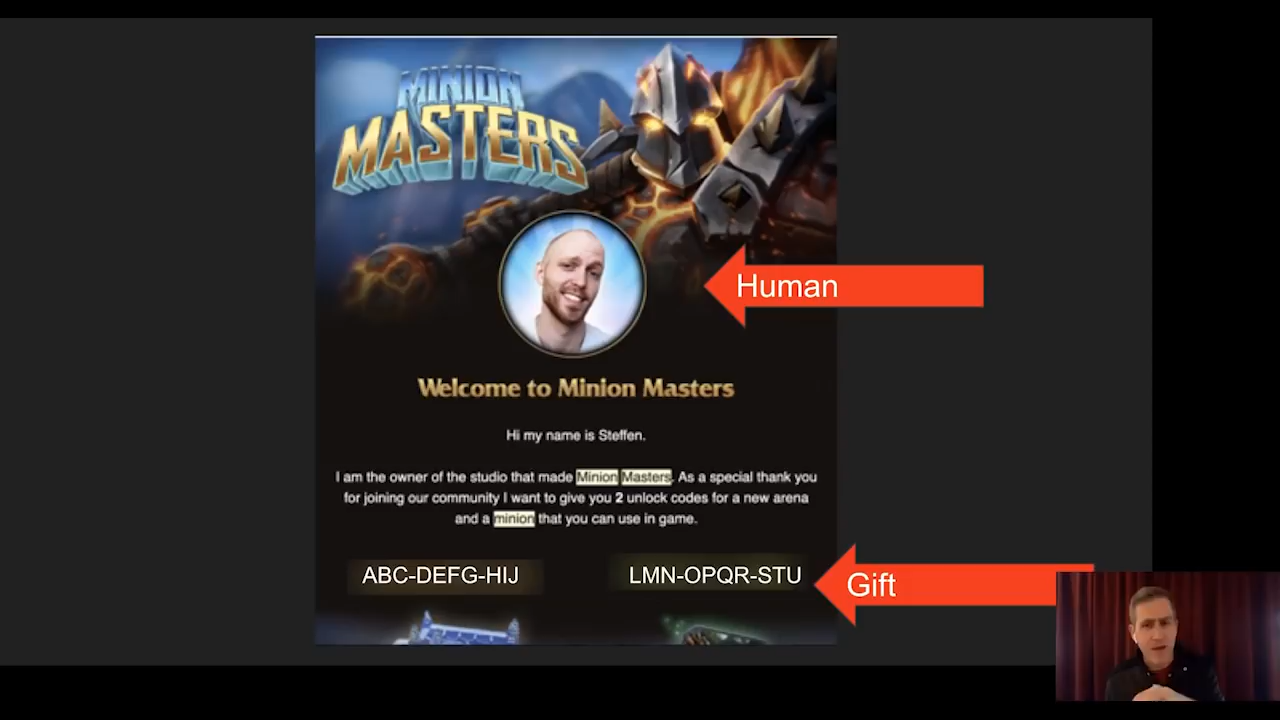 MINION
MASTERS
Human
Welcome to Minion Masters
Hi my name is Steffen.
I am the owner of the studio that made Minion Masters. As a special thank you
for joining our community I want to give you 2 unlock codes for a new arena
and a minion that you can use in game.
ABC-DEFG-HIJ
LMN-OPQR-STU
Gift